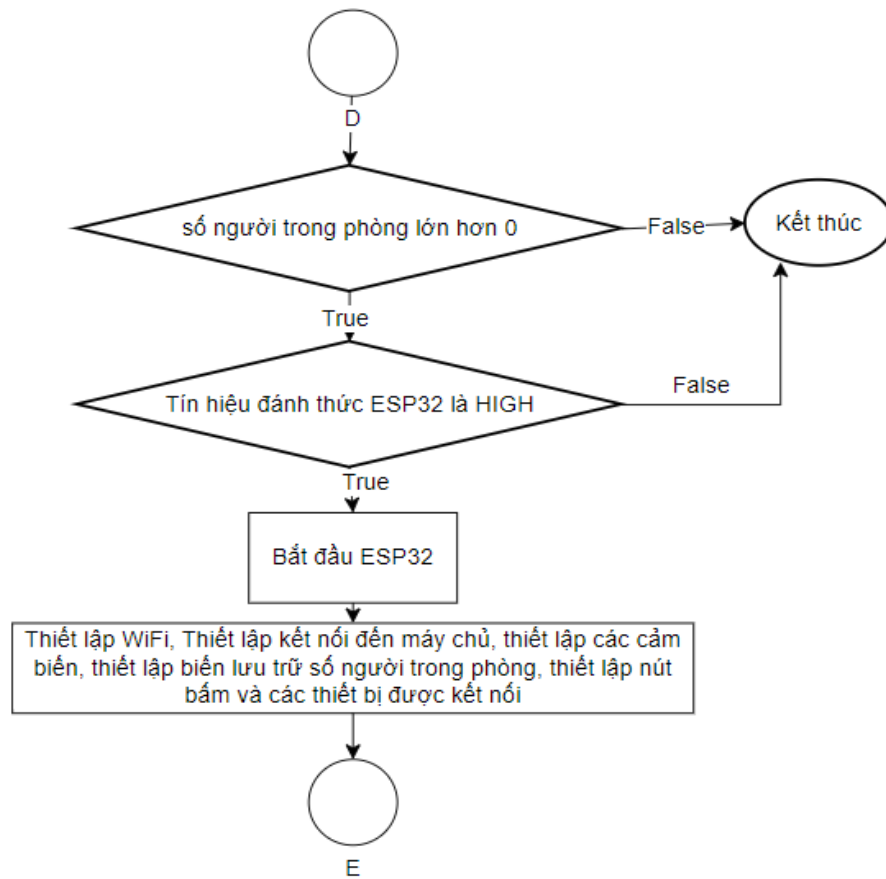 D
số người trong phòng lớn hơn 0
False
Kết thúc
True
Tín hiệu đánh thức ESP32 là HIGH
False
True
Bắt đầu ESP32
Thiết lập WiFi, Thiết lập kết nối đến máy chủ, thiết lập các cảm
biến, thiết lập biến lưu trữ số người trong phòng, thiết lập nút
bấm và các thiết bị được kết nối
E